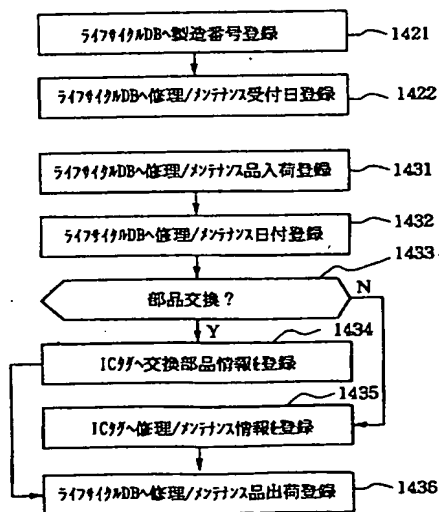 ライフサイクルDBへ製造番号登録
1421
ライフサイクルDBへ修理/メンテナンス受付日登録
1422
ライフサイクルDBへ修理/メンテナンス品入荷登録
1431
ライフサイクルDBへ修理/メンテナンス日付登録
1432
1433
部品交換?
N
Y
1434
ICタグへ交換部品情報を登録
1435
ICタグへ修理/メンテナンス情報を登録
ライフサイクルDBへ修理/メンテナンス品出荷登録
1436